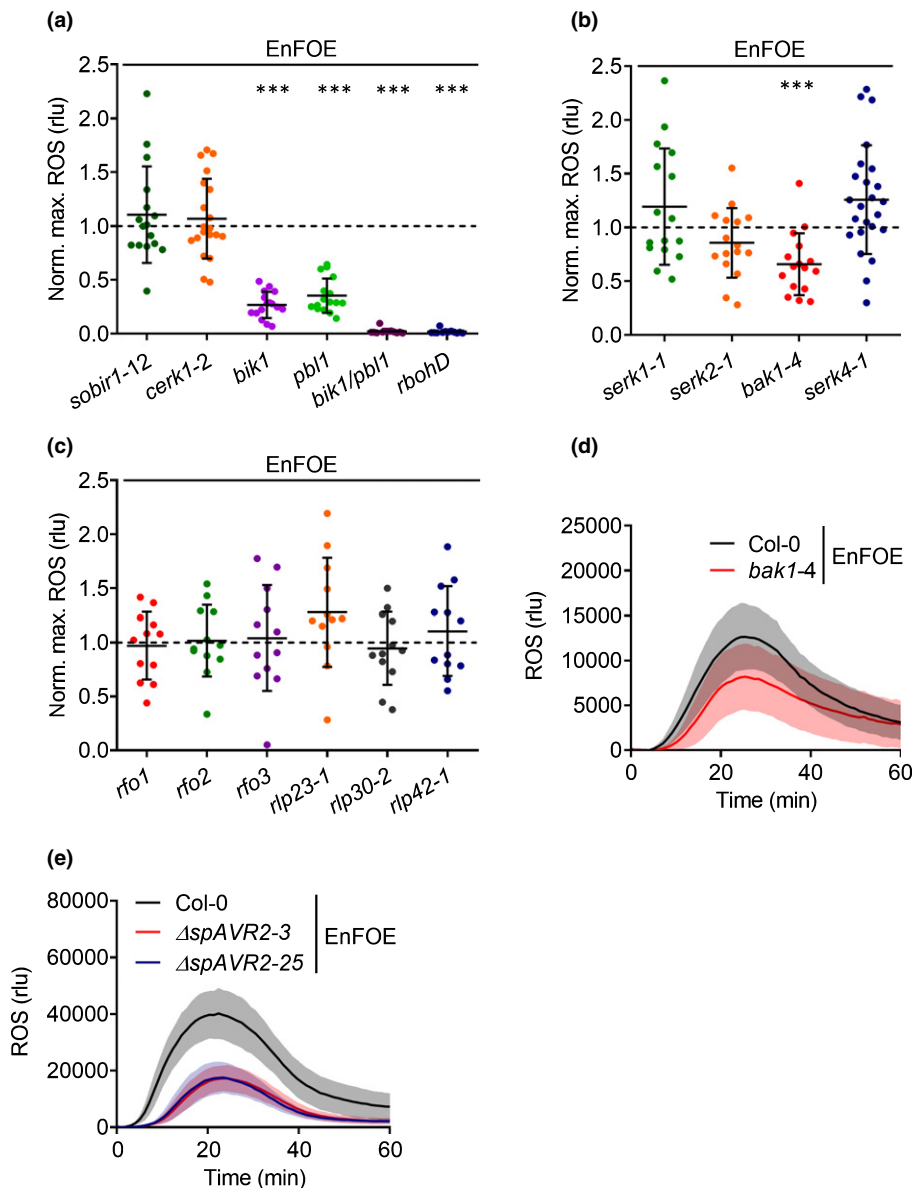 (a)
EnFOE
*** *** *** ***
Norm. max. ROS (rlu)
2.5
2.0
1.5
1.0
0.5
0.0
sobir1-12
cerk1-2
bik1
pbl1
bik1/pbl1
rbohD
(b)
EnFOE
***
Norm. max. ROS (rlu)
2.5
2.0
1.5
1.0
0.5
0.0
serk1-1
serk2-1
bak1-4
serk4-1
(c)
EnFOE
Norm. max. ROS (rlu)
2.5
2.0
1.5
1.0
0.5
0.0
rfo1
rfo2
rfo3
rlp23-1
rlp30-2
rlp42-1
(d)
ROS (rlu)
25000
20000
15000
10000
5000
0
Col-0
bak1-4
EnFOE
0 20 40 60
Time (min)
(e)
ROS (rlu)
80000
60000
40000
20000
0
Col-0
ΔspAVR2-3
ΔspAVR2-25
EnFOE
0 20 40 60
Time (min)